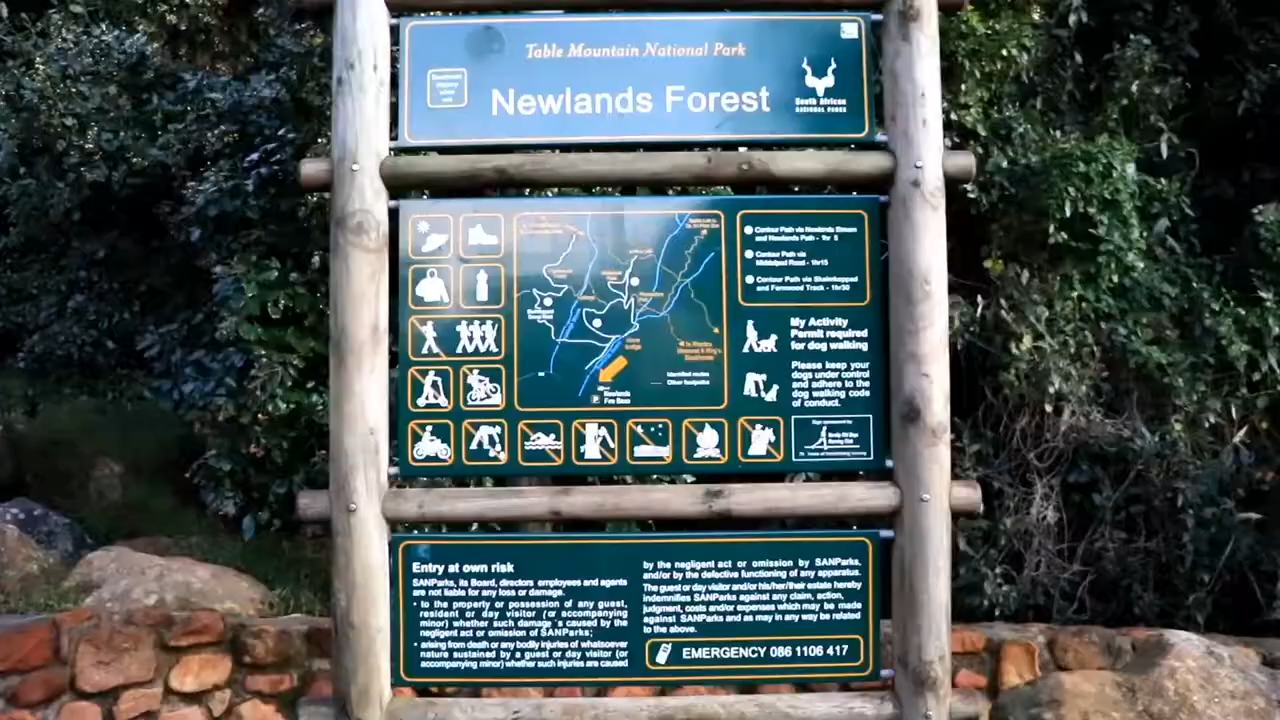 Table Mountain National Park
Newlands Forest
South African
NATIONAL PARKS
Contour Path via Newlands Stream
and Newlands Path - 1hr
Contour Path via
Road - 1hr15
Contour Path via
and Fernwood Track - 1hr30
My Activity
Permit required
for dog walking
Please keep your
dogs under control
and adhere to the
dog walking code
of conduct.
Identified routes
Other footpaths
P
Newlands
Fire Base
Entry at own risk
SANParks, its Board, directors employees and agents
are not liable for any loss or damage.
• to the property or possession of any guest,
resident or day visitor (or accompanying
minor) whether such damage 's caused by the
negligent act or omission of SANParks;
• arising from death or any bodily injuries of whatsoever
nature sustained by a guest or day visitor (or
accompanying minor) whether such injuries are caused
by the negligent act or omission by SANParks,
and/or by the defective functioning of any apparatus.
The guest or day visitor and/or his/her/their estate hereby
indemnifies SANParks against any claim, action,
judgment, costs and/or expenses which may be made
against SANParks and as may in any way be related
to the above.
EMERGENCY 086 1106 417